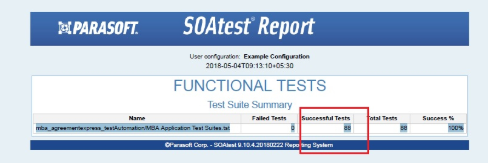 PARASOFT. SOAtest® Report
User configuration: Example Configuration
2018-05-04T09:13:10+05:30
FUNCTIONAL TESTS
Test Suite Summary
Name Failed Tests Successful Tests Total Tests Success %
mba_agreementexpress_testAutomation/MBA Application Test Suites.tst 0 88 88 100%
©Parasoft Corp. - SOAtest 9.10.4.20180222 Reporting System